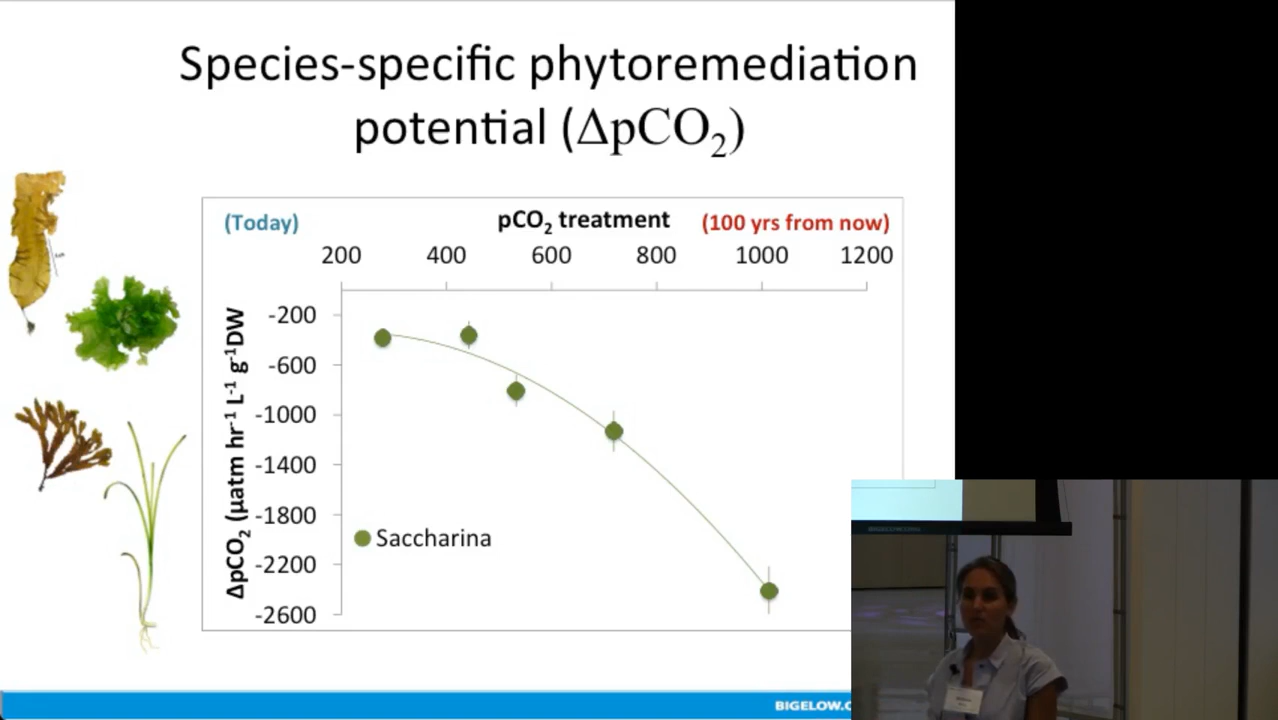 Species-specific phytoremediation
potential (ΔpCO₂)
(Today)
pCO₂ treatment
(100 yrs from now)
200 400 600 800 1000 1200
ΔpCO₂ (µatm hr⁻¹ L⁻¹ g⁻¹DW
-200
-600
-1000
-1400
-1800
-2200
-2600
Saccharina